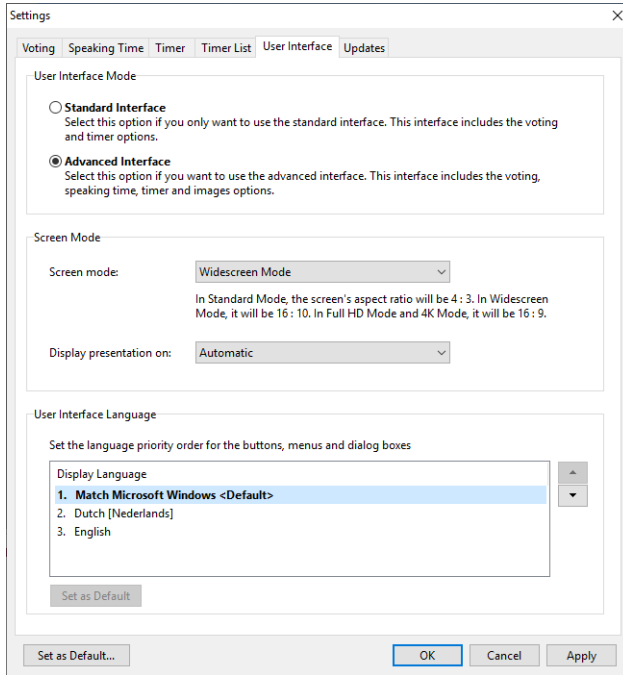 Settings
Voting Speaking Time Timer Timer List User Interface Updates
User Interface Mode
Standard Interface
Select this option if you only want to use the standard interface. This interface includes the voting
and timer options.
Advanced Interface
Select this option if you want to use the advanced interface. This interface includes the voting,
speaking time, timer and images options.
Screen Mode
Screen mode: Widescreen Mode
In Standard Mode, the screen's aspect ratio will be 4 : 3. In Widescreen
Mode, it will be 16 : 10. In Full HD Mode and 4K Mode, it will be 16 : 9.
Display presentation on: Automatic
User Interface Language
Set the language priority order for the buttons, menus and dialog boxes
Display Language
1. Match Microsoft Windows <Default>
2. Dutch [Nederlands]
3. English
Set as Default
Set as Default... OK Cancel Apply